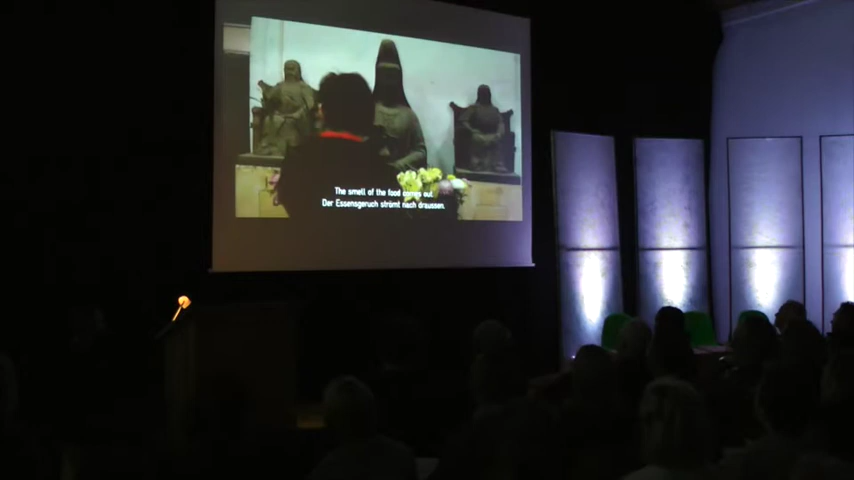 The smell of the food comes out.
Der Essensgeruch strömt nach draussen.